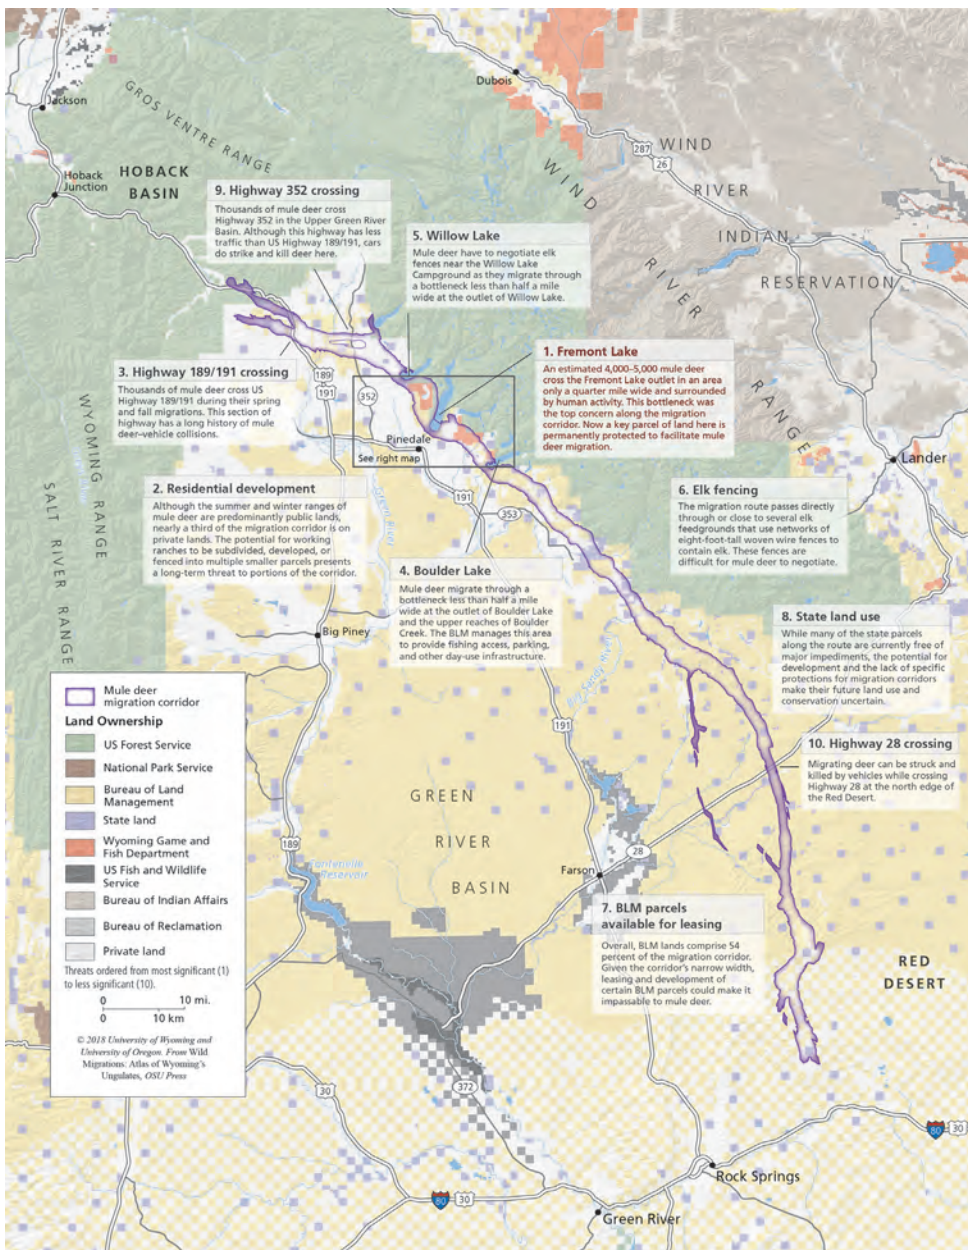 Dubois
Jackson
GROS VENTRE RANGE
287
26
WIND
RIVER
INDIAN
RESERVATION
Hoback
Junction
HOBACK
BASIN
WIND
RIVER
RANGE
9. Highway 352 crossing
Thousands of mule deer cross
Highway 352 in the Upper Green River
Basin. Although this highway has less
traffic than US Highway 189/191, cars
do strike and kill deer here.
5. Willow Lake
Mule deer have to negotiate elk
fences near the Willow Lake
Campground as they migrate through
a bottleneck less than half a mile
wide at the outlet of Willow Lake.
1. Fremont Lake
An estimated 4,000–5,000 mule deer
cross the Fremont Lake outlet in an area
only a quarter mile wide and surrounded
by human activity. This bottleneck was
the top concern along the migration
corridor. Now a key parcel of land here is
permanently protected to facilitate mule
deer migration.
3. Highway 189/191 crossing
Thousands of mule deer cross US
Highway 189/191 during their spring
and fall migrations. This section of
highway has a long history of mule
deer–vehicle collisions.
189
191
352
Pinedale
See right map
WYOMING RANGE
SALT RIVER RANGE
Lander
2. Residential development
Although the summer and winter ranges of
mule deer are predominantly public lands,
nearly a third of the migration corridor is on
private lands. The potential for working
ranches to be subdivided, developed, or
fenced into multiple smaller parcels presents
a long-term threat to portions of the corridor.
Green River
191
353
6. Elk fencing
The migration route passes directly
through or close to several elk
feedgrounds that use networks of
eight-foot-tall woven wire fences to
contain elk. These fences are
difficult for mule deer to negotiate.
4. Boulder Lake
Mule deer migrate through a
bottleneck less than half a mile
wide at the outlet of Boulder Lake
and the upper reaches of Boulder
Creek. The BLM manages this area
to provide fishing access, parking,
and other day-use infrastructure.
Big Piney
Big Sandy River
8. State land use
While many of the state parcels
along the route are currently free of
major impediments, the potential for
development and the lack of specific
protections for migration corridors
make their future land use and
conservation uncertain.
191
10. Highway 28 crossing
Migrating deer can be struck and
killed by vehicles while crossing
Highway 28 at the north edge of
the Red Desert.
GREEN
RIVER
BASIN
189
Fontenelle
Reservoir
28
Farson
7. BLM parcels
available for leasing
Overall, BLM lands comprise 54
percent of the migration corridor.
Given the corridor's narrow width,
leasing and development of
certain BLM parcels could make it
impassable to mule deer.
RED
DESERT
Mule deer
migration corridor
Land Ownership
US Forest Service
National Park Service
Bureau of Land
Management
State land
Wyoming Game and
Fish Department
US Fish and Wildlife
Service
Bureau of Indian Affairs
Bureau of Reclamation
Private land
Threats ordered from most significant (1)
to less significant (10).
0 10 mi.
0 10 km
© 2018 University of Wyoming and
University of Oregon. From Wild
Migrations: Atlas of Wyoming's
Ungulates, OSU Press
30
372
80
30
Rock Springs
80
30
Green River